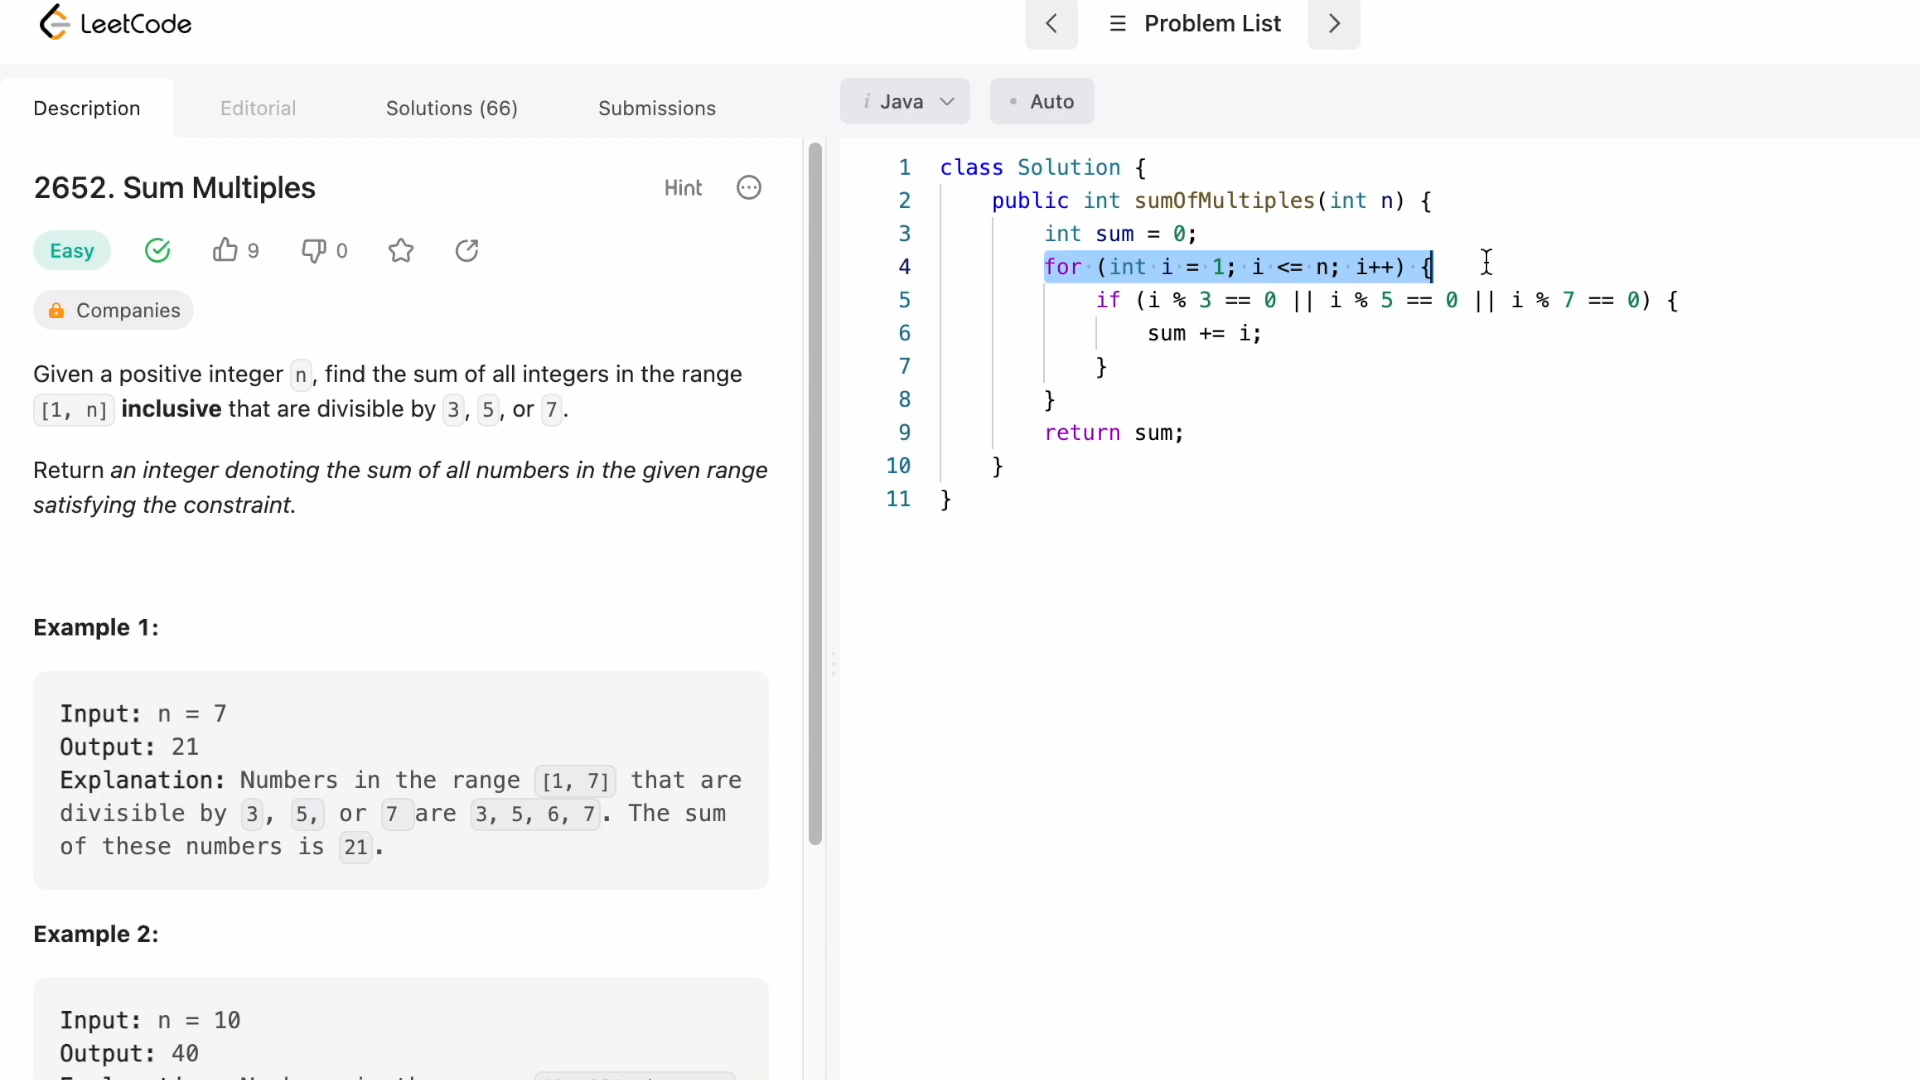 LeetCode
Problem List
Description
Editorial
Solutions (66)
Submissions
i Java
• Auto
2652. Sum Multiples
Hint
Easy
9
0
Companies
Given a positive integer n, find the sum of all integers in the range
[1, n] inclusive that are divisible by 3, 5, or 7.
Return an integer denoting the sum of all numbers in the given range
satisfying the constraint.
Example 1:
Input: n = 7
Output: 21
Explanation: Numbers in the range [1, 7] that are
divisible by 3, 5, or 7 are 3, 5, 6, 7. The sum
of these numbers is 21.
Example 2:
Input: n = 10
Output: 40
1 class Solution {
2 public int sumOfMultiples(int n) {
3 int sum = 0;
4 for (int i = 1; i <= n; i++) {
5 if (i % 3 == 0 || i % 5 == 0 || i % 7 == 0) {
6 sum += i;
7 }
8 }
9 return sum;
10 }
11 }